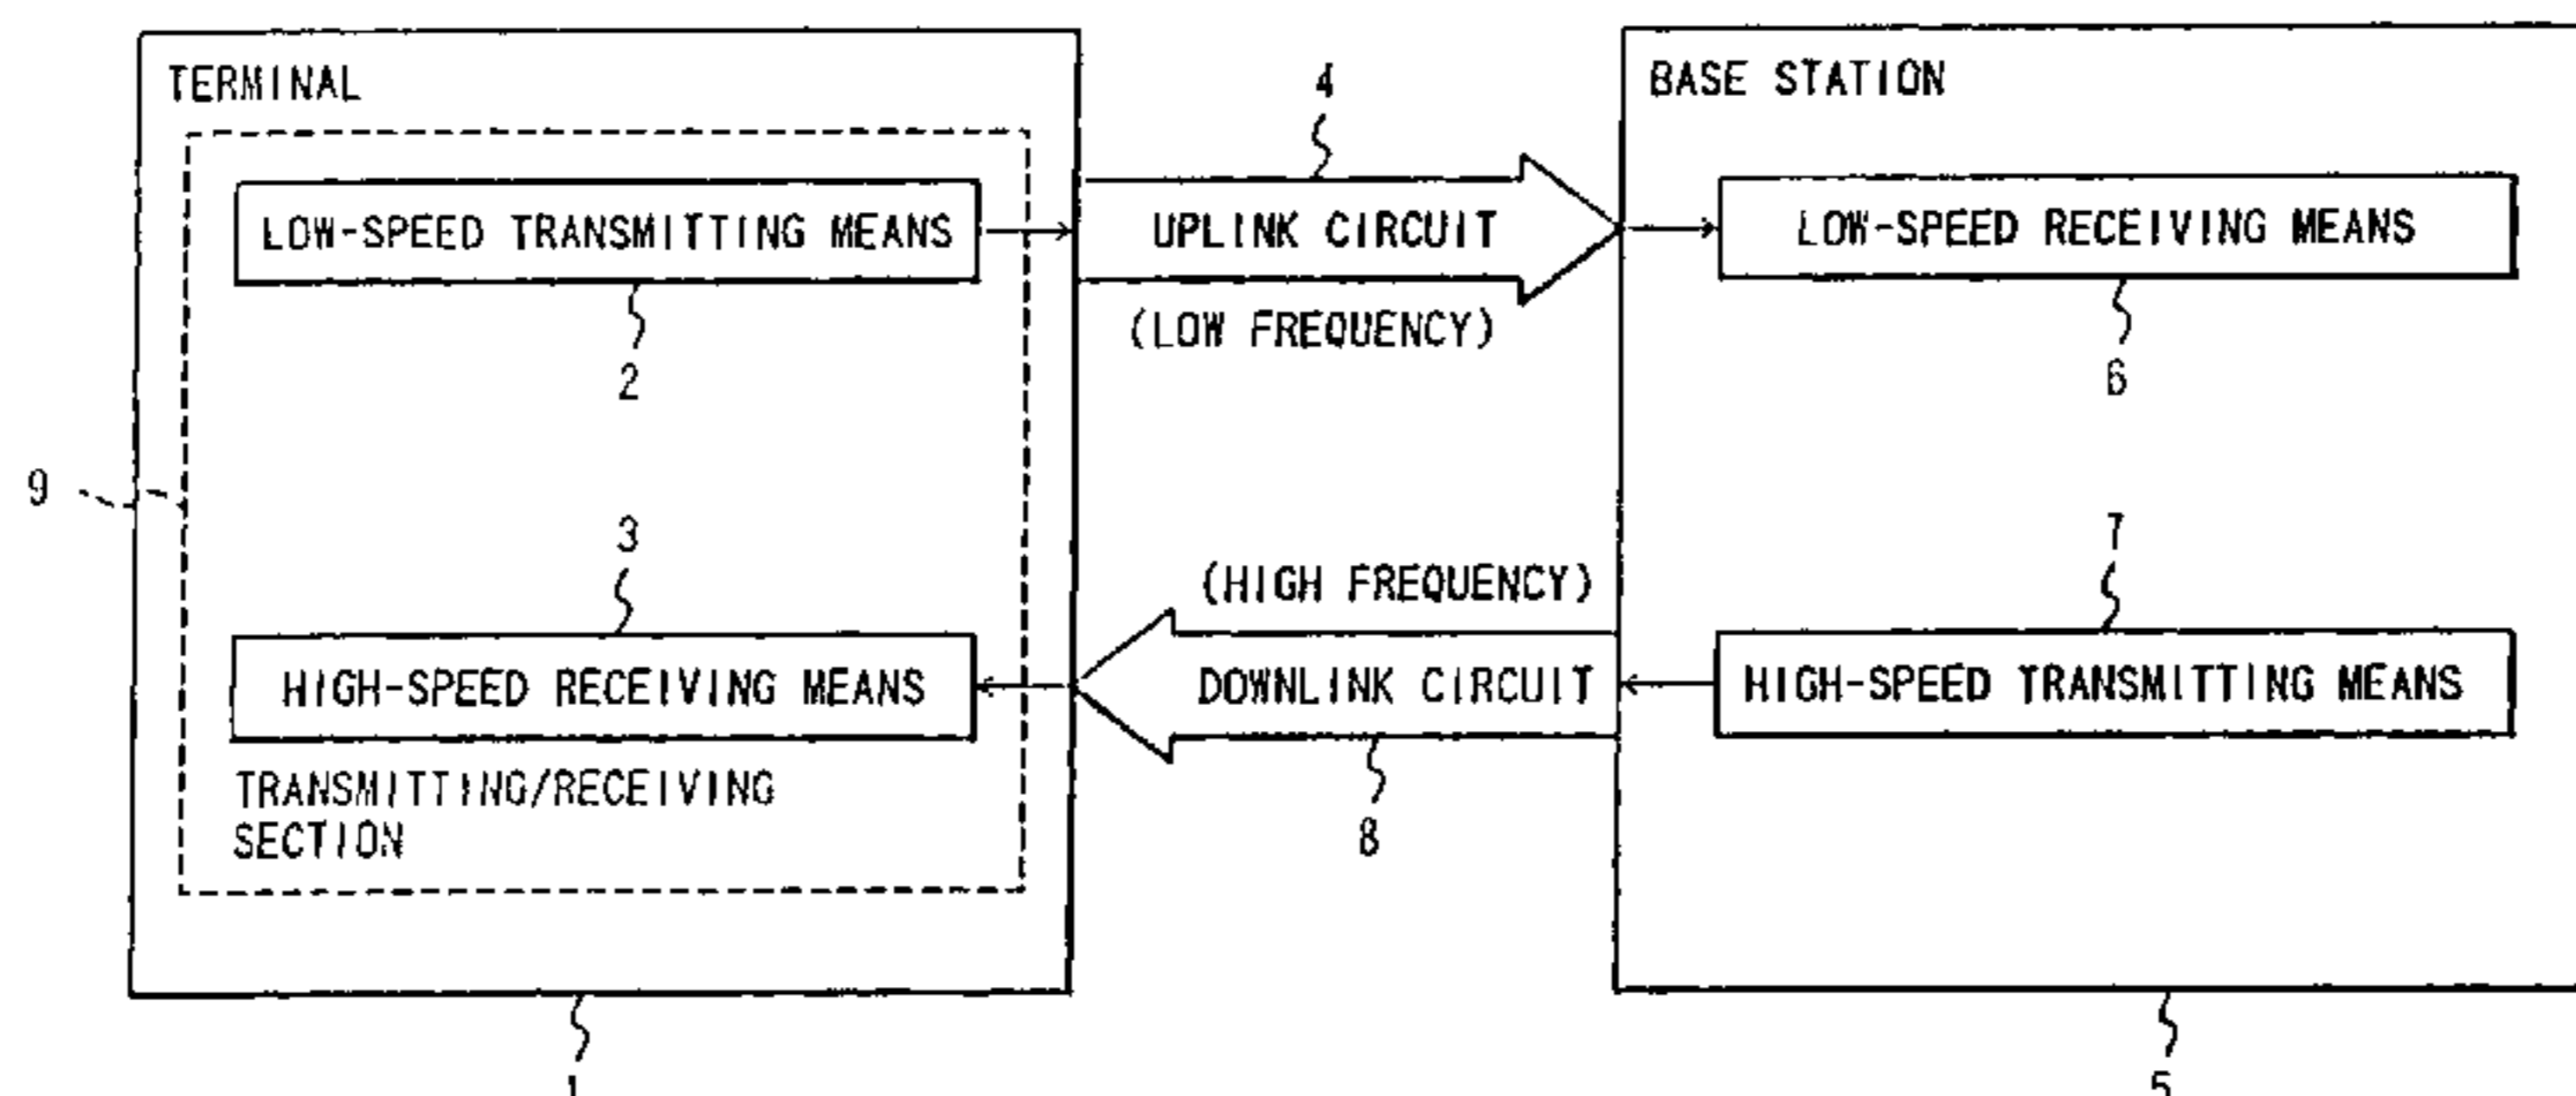 TERMINAL
BASE STATION
4
LOW-SPEED TRANSMITTING MEANS
UPLINK CIRCUIT
LOW-SPEED RECEIVING MEANS
(LOW FREQUENCY)
2
6
9
3
7
(HIGH FREQUENCY)
HIGH-SPEED RECEIVING MEANS
DOWNLINK CIRCUIT
HIGH-SPEED TRANSMITTING MEANS
TRANSMITTING/RECEIVING
SECTION
8
1
5